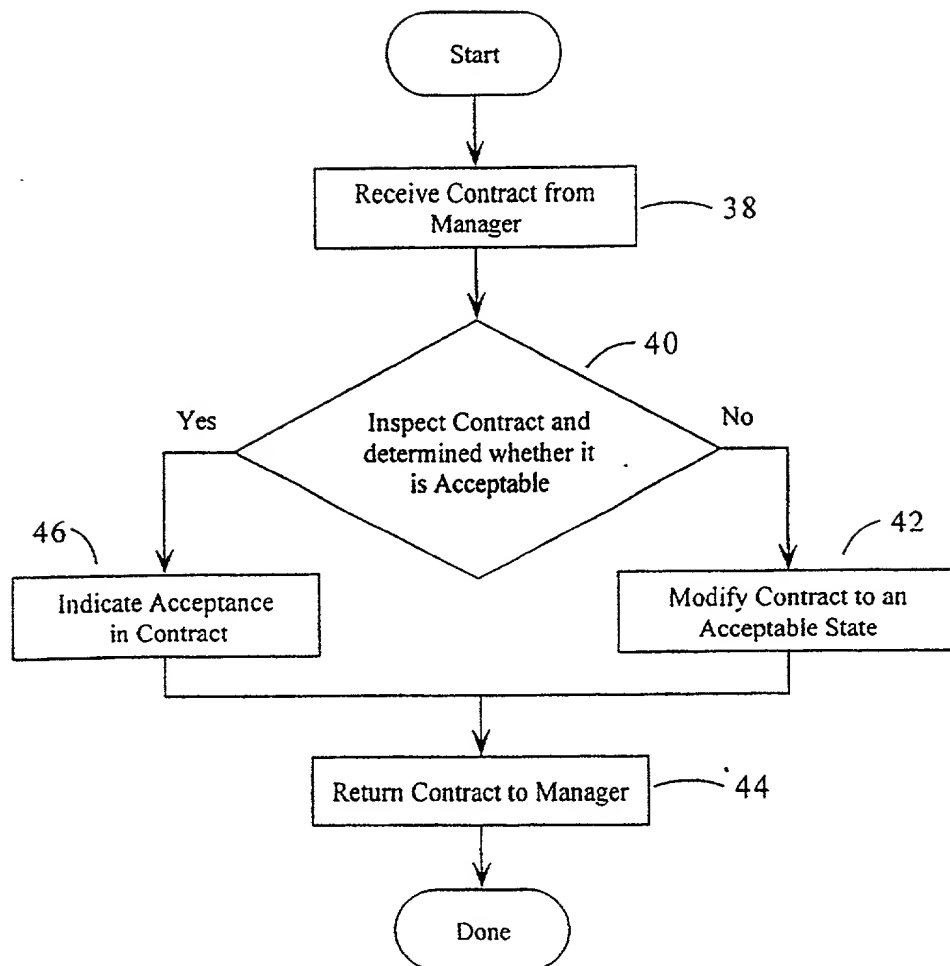 Start
Receive Contract from
Manager
38
40
Yes
Inspect Contract and
determined whether it
is Acceptable
No
46
42
Indicate Acceptance
in Contract
Modify Contract to an
Acceptable State
Return Contract to Manager
44
Done